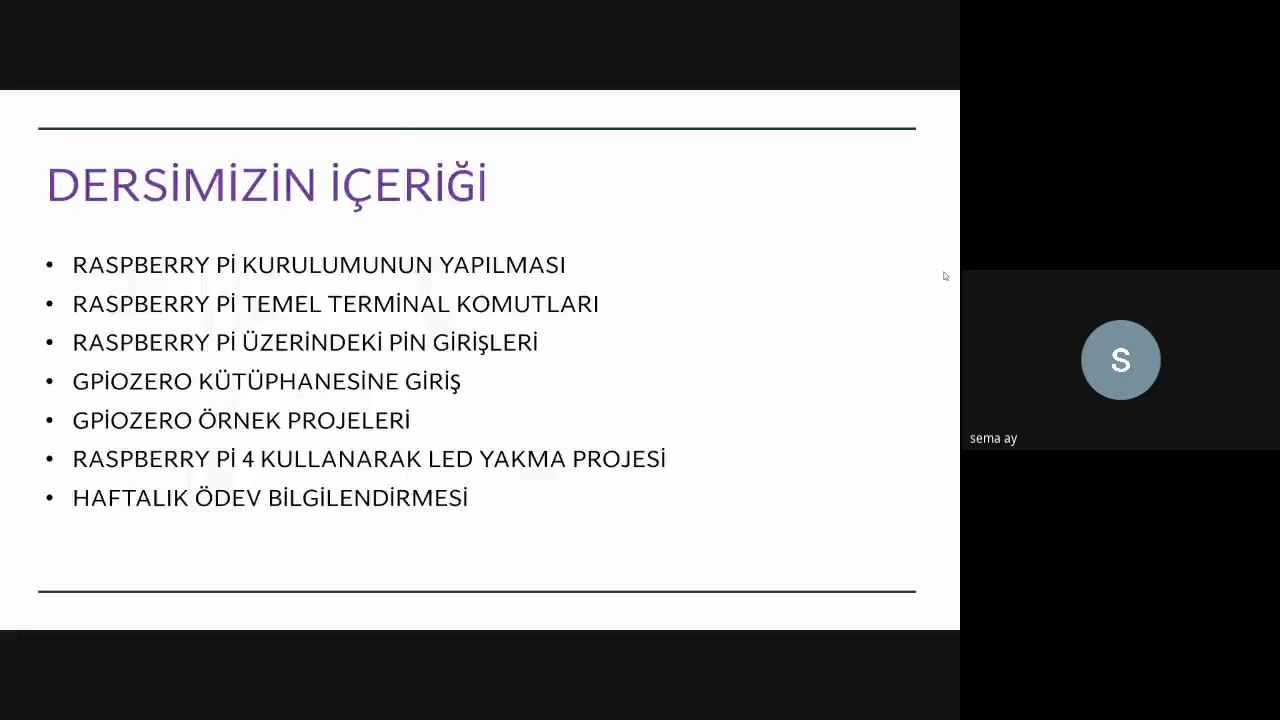 DERSİMİZİN İÇERİĞİ
• RASPBERRY Pİ KURULUMUNUN YAPILMASI
• RASPBERRY Pİ TEMEL TERMİNAL KOMUTLARI
• RASPBERRY Pİ ÜZERİNDEKİ PİN GİRİŞLERİ
• GPİOZERO KÜTÜPHANESİNE GİRİŞ
• GPİOZERO ÖRNEK PROJELERİ
• RASPBERRY Pİ 4 KULLANARAK LED YAKMA PROJESİ
• HAFTALIK ÖDEV BİLGİLENDİRMESİ
S
sema ay